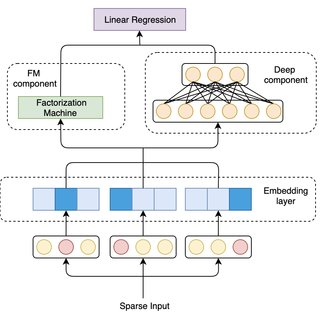 Linear Regression
FM
component
Factorization
Machine
Deep
component
Embedding
layer
Sparse Input